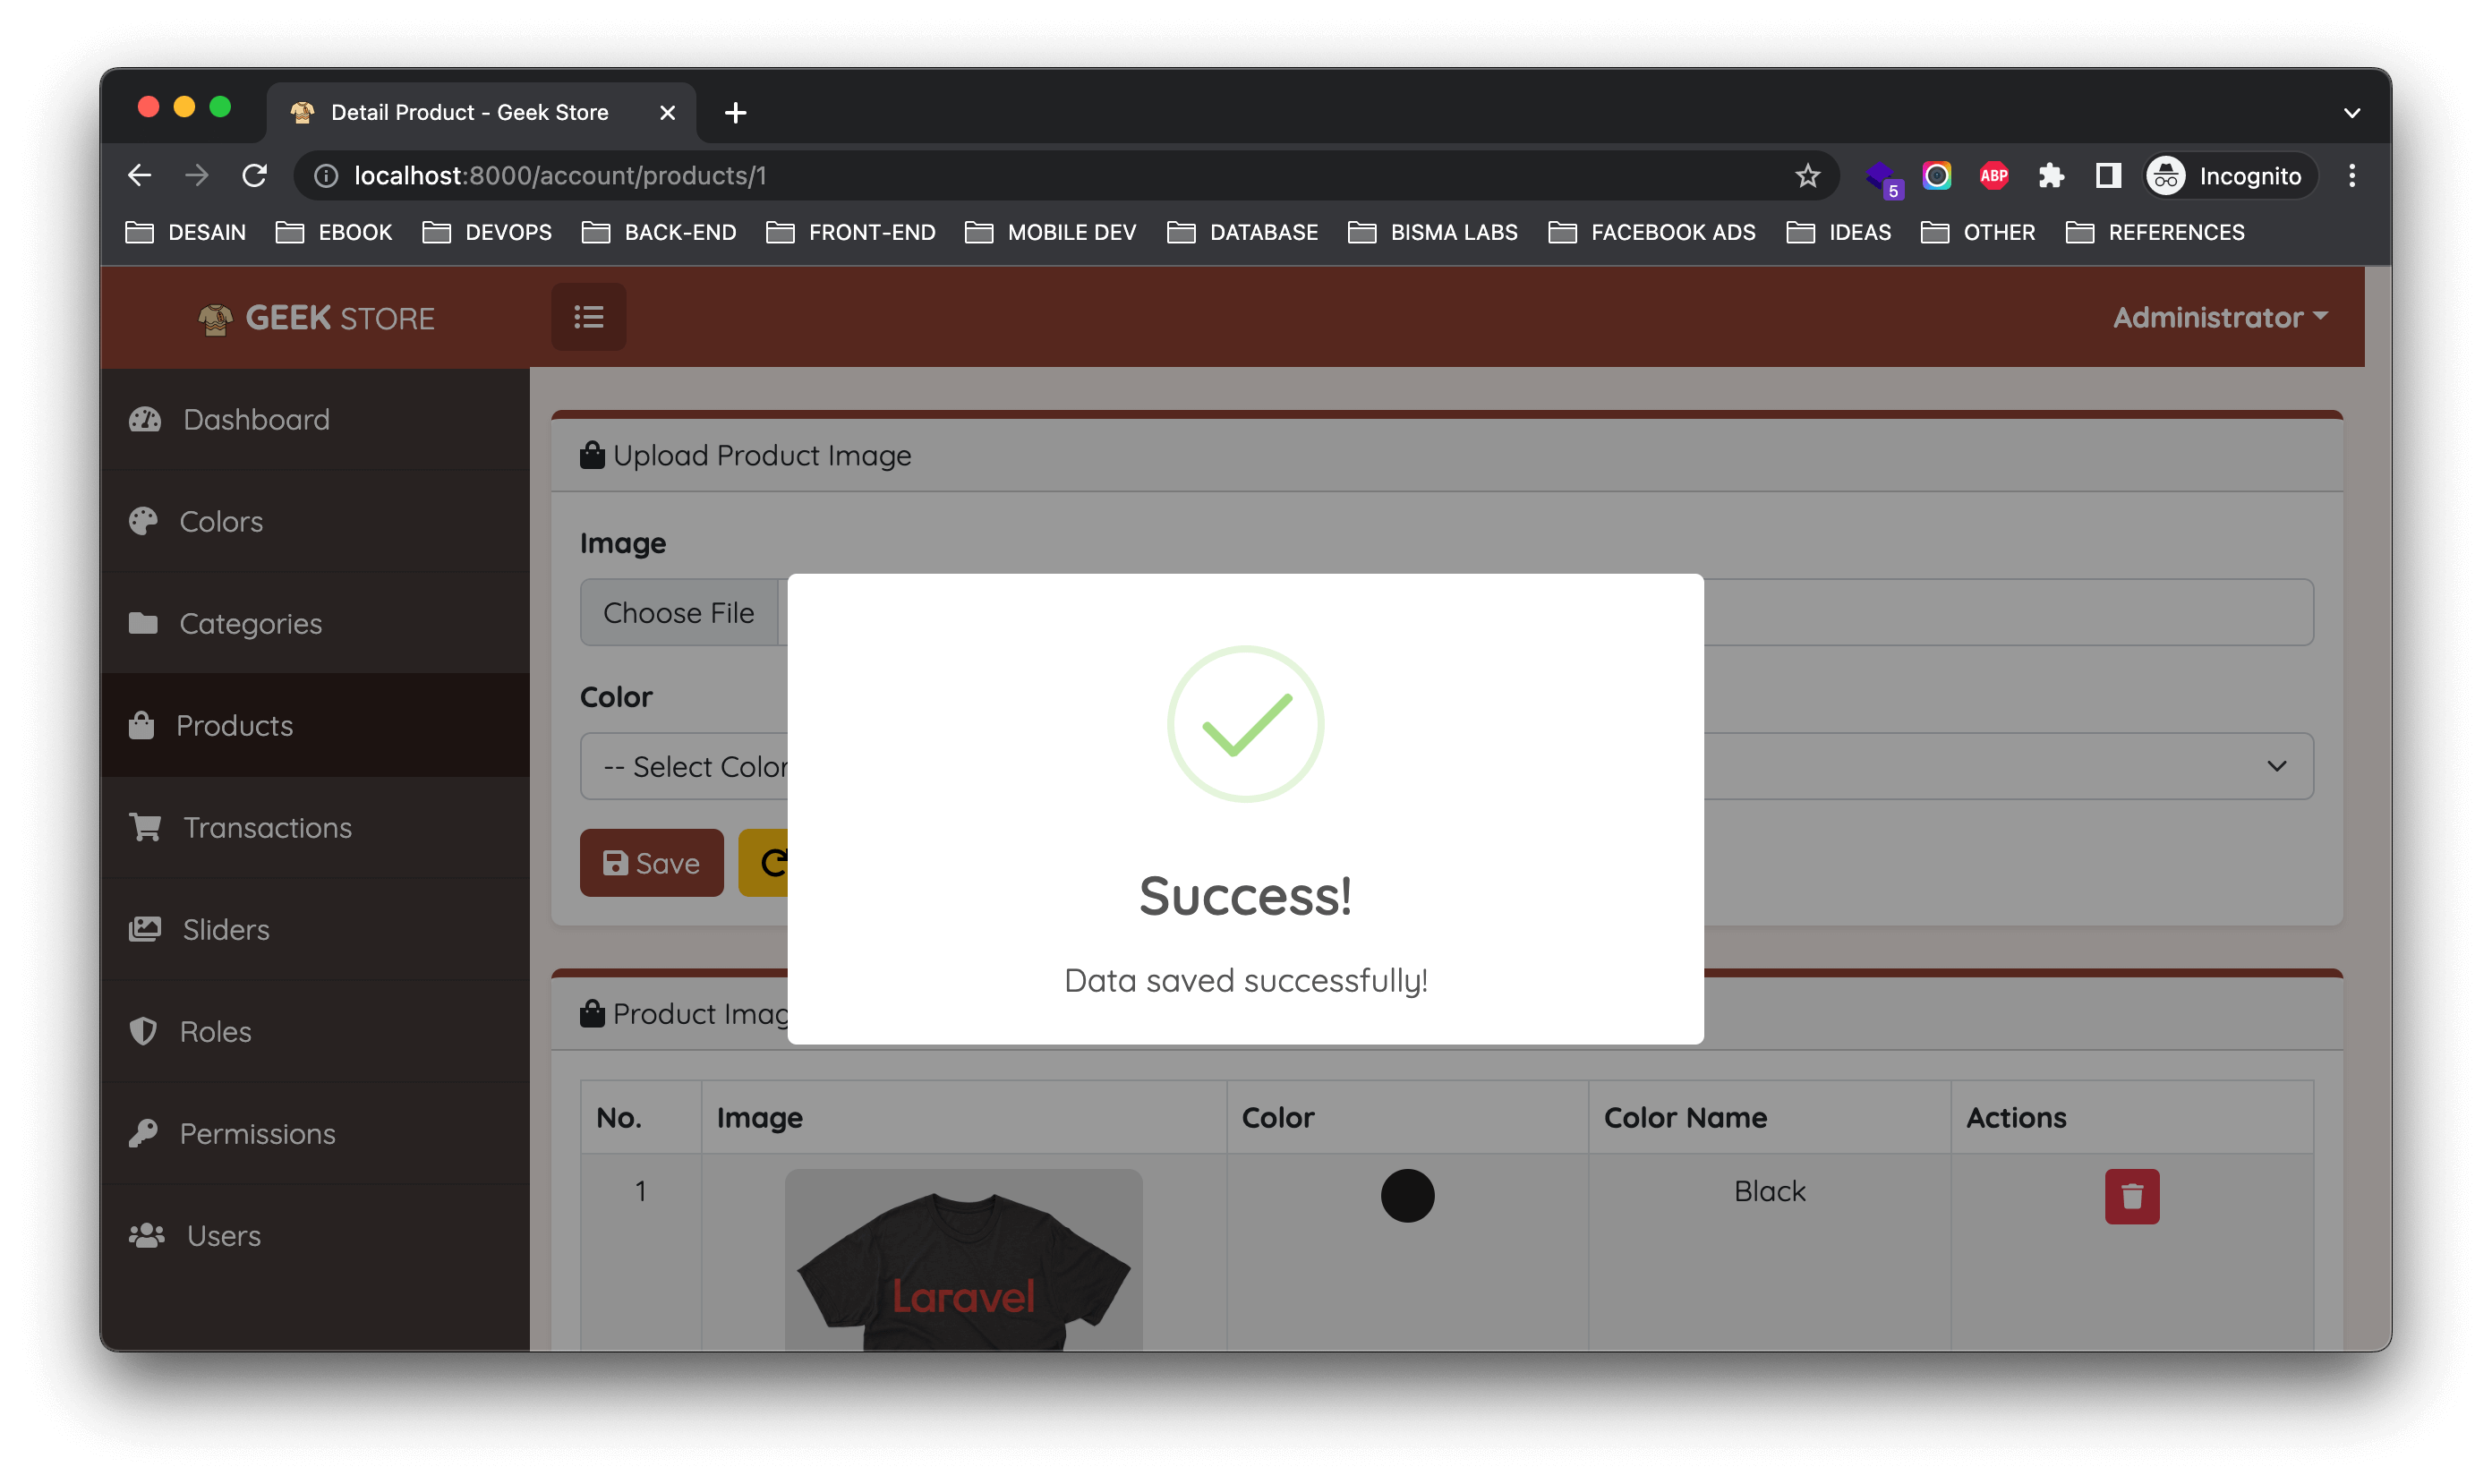 Detail Product - Geek Store
localhost:8000/account/products/1
5
ABP
Incognito
DESAIN EBOOK DEVOPS BACK-END FRONT-END MOBILE DEV DATABASE BISMA LABS FACEBOOK ADS IDEAS OTHER REFERENCES
GEEK STORE
Administrator
Dashboard
Colors
Categories
Products
Transactions
Sliders
Roles
Permissions
Users
Upload Product Image
Image
Choose File
Color
-- Select Color
Save
Success!
Data saved successfully!
Product Imag
No. Image Color Color Name Actions
1 Black
Laravel